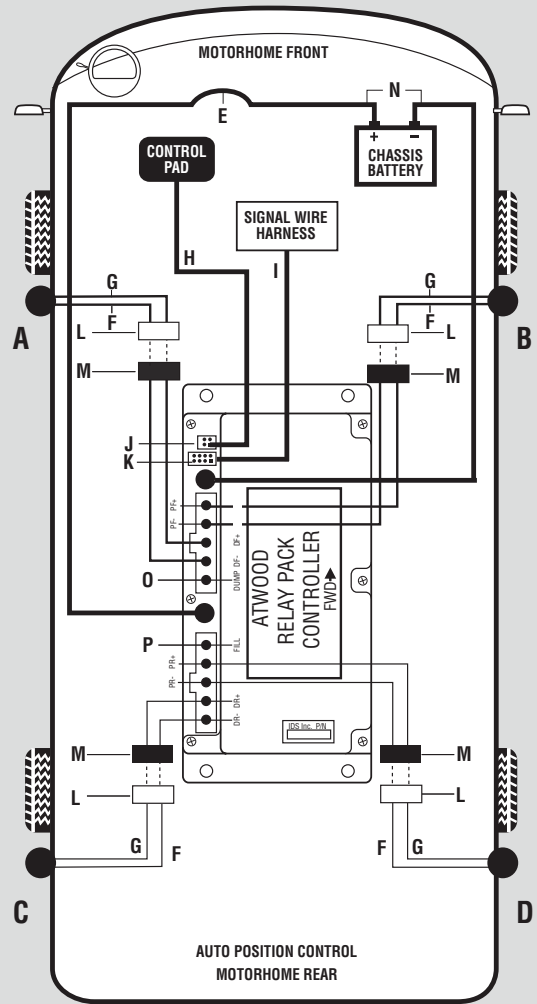 MOTORHOME FRONT
N
E
+ −
CHASSIS
BATTERY
CONTROL
PAD
SIGNAL WIRE
HARNESS
H
I
G
G
F
F
A
B
L
L
M
M
J
K
PF+
PF-
DF+
DF-
O
DUMP
ATWOOD
RELAY PACK
CONTROLLER
FWD
P
FILL
PR+
PR-
DR+
DR-
IDS Inc. P/N
M
M
L
L
G
F
F
G
C
D
AUTO POSITION CONTROL
MOTORHOME REAR